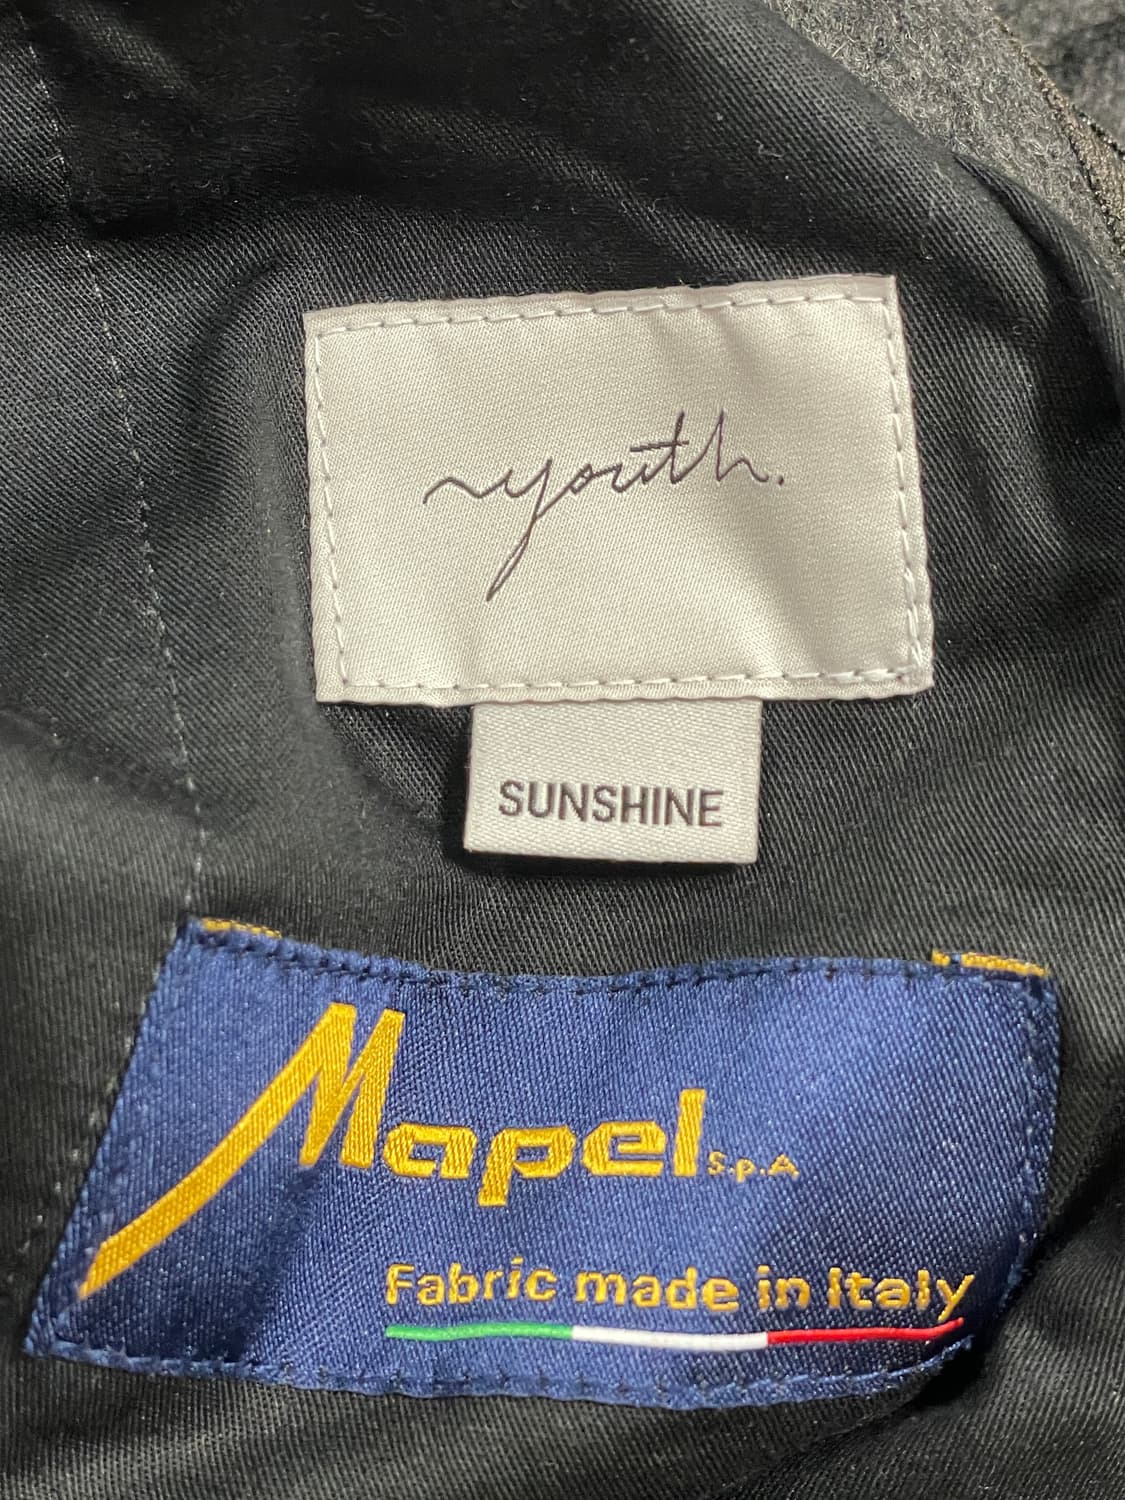 youth.
SUNSHINE
Mapel S.p.A
Fabric made in Italy